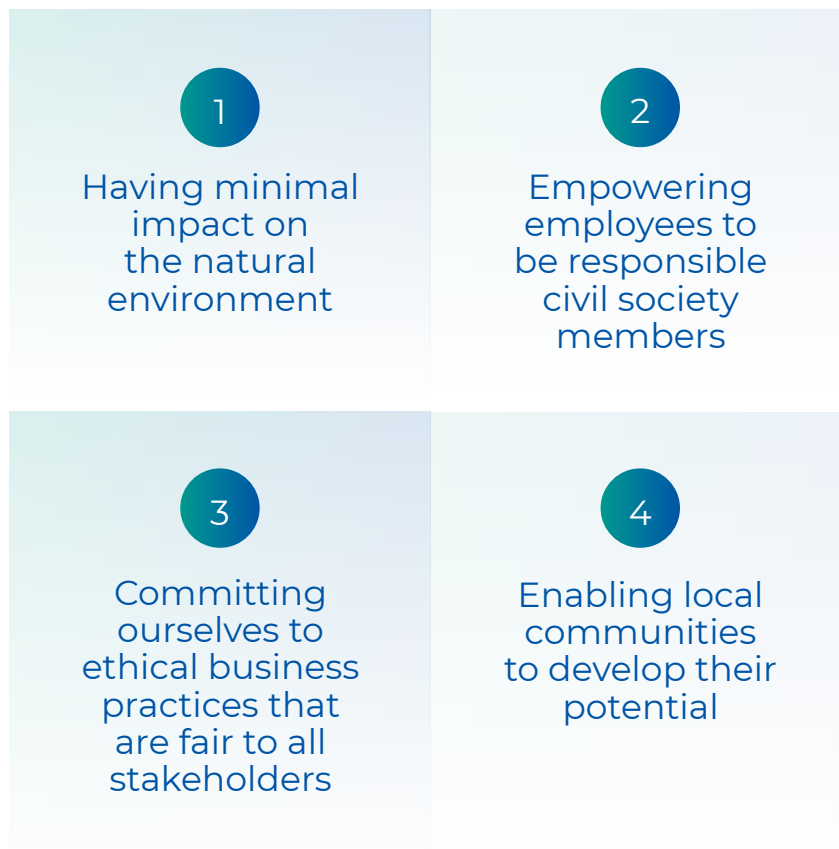 1
Having minimal
impact on
the natural
environment
2
Empowering
employees to
be responsible
civil society
members
3
Committing
ourselves to
ethical business
practices that
are fair to all
stakeholders
4
Enabling local
communities
to develop their
potential